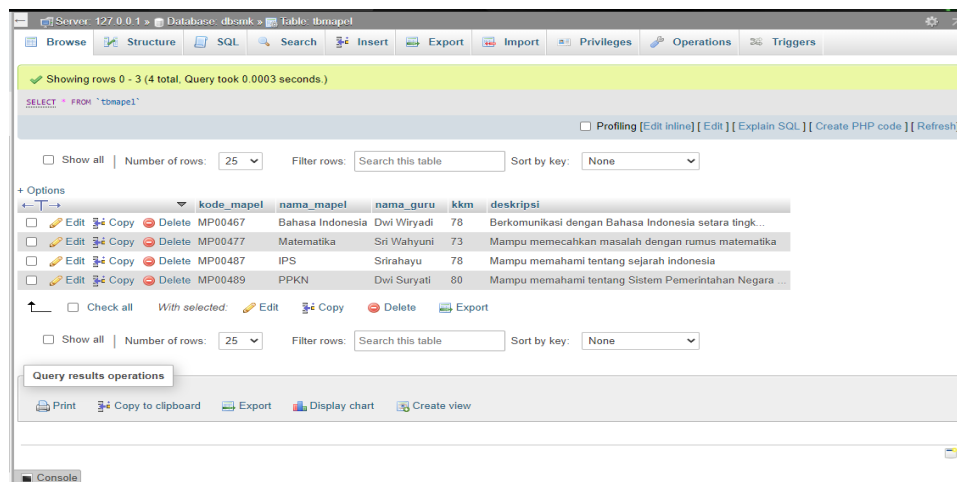 Server: 127.0.0.1 » Database: dbsmk » Table: tbmapel
Browse Structure SQL Search Insert Export Import Privileges Operations Triggers
Showing rows 0 - 3 (4 total, Query took 0.0003 seconds.)
SELECT * FROM `tbmapel`
Profiling [Edit inline] [ Edit ] [ Explain SQL ] [ Create PHP code ] [ Refresh]
Show all | Number of rows: 25 Filter rows: Search this table Sort by key: None
+ Options
←T→ kode_mapel nama_mapel nama_guru kkm deskripsi
Edit Copy Delete MP00467 Bahasa Indonesia Dwi Wiryadi 78 Berkomunikasi dengan Bahasa Indonesia setara tingk...
Edit Copy Delete MP00477 Matematika Sri Wahyuni 73 Mampu memecahkan masalah dengan rumus matematika
Edit Copy Delete MP00487 IPS Srirahayu 78 Mampu memahami tentang sejarah indonesia
Edit Copy Delete MP00489 PPKN Dwi Suryati 80 Mampu memahami tentang Sistem Pemerintahan Negara ...
Check all With selected: Edit Copy Delete Export
Show all | Number of rows: 25 Filter rows: Search this table Sort by key: None
Query results operations
Print Copy to clipboard Export Display chart Create view
Console